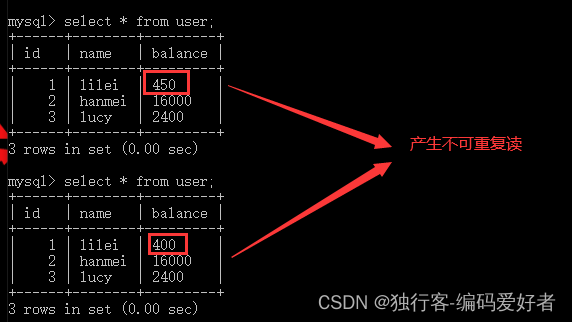 mysql> select * from user;
+----+--------+---------+
| id | name | balance |
+----+--------+---------+
| 1 | lilei | 450 |
| 2 | hanmei | 16000 |
| 3 | lucy | 2400 |
+----+--------+---------+
3 rows in set (0.00 sec)
产生不可重复读
mysql> select * from user;
+----+--------+---------+
| id | name | balance |
+----+--------+---------+
| 1 | lilei | 400 |
| 2 | hanmei | 16000 |
| 3 | lucy | 2400 |
+----+--------+---------+
3 rows in set (0.00 sec)
CSDN @独行客-编码爱好者